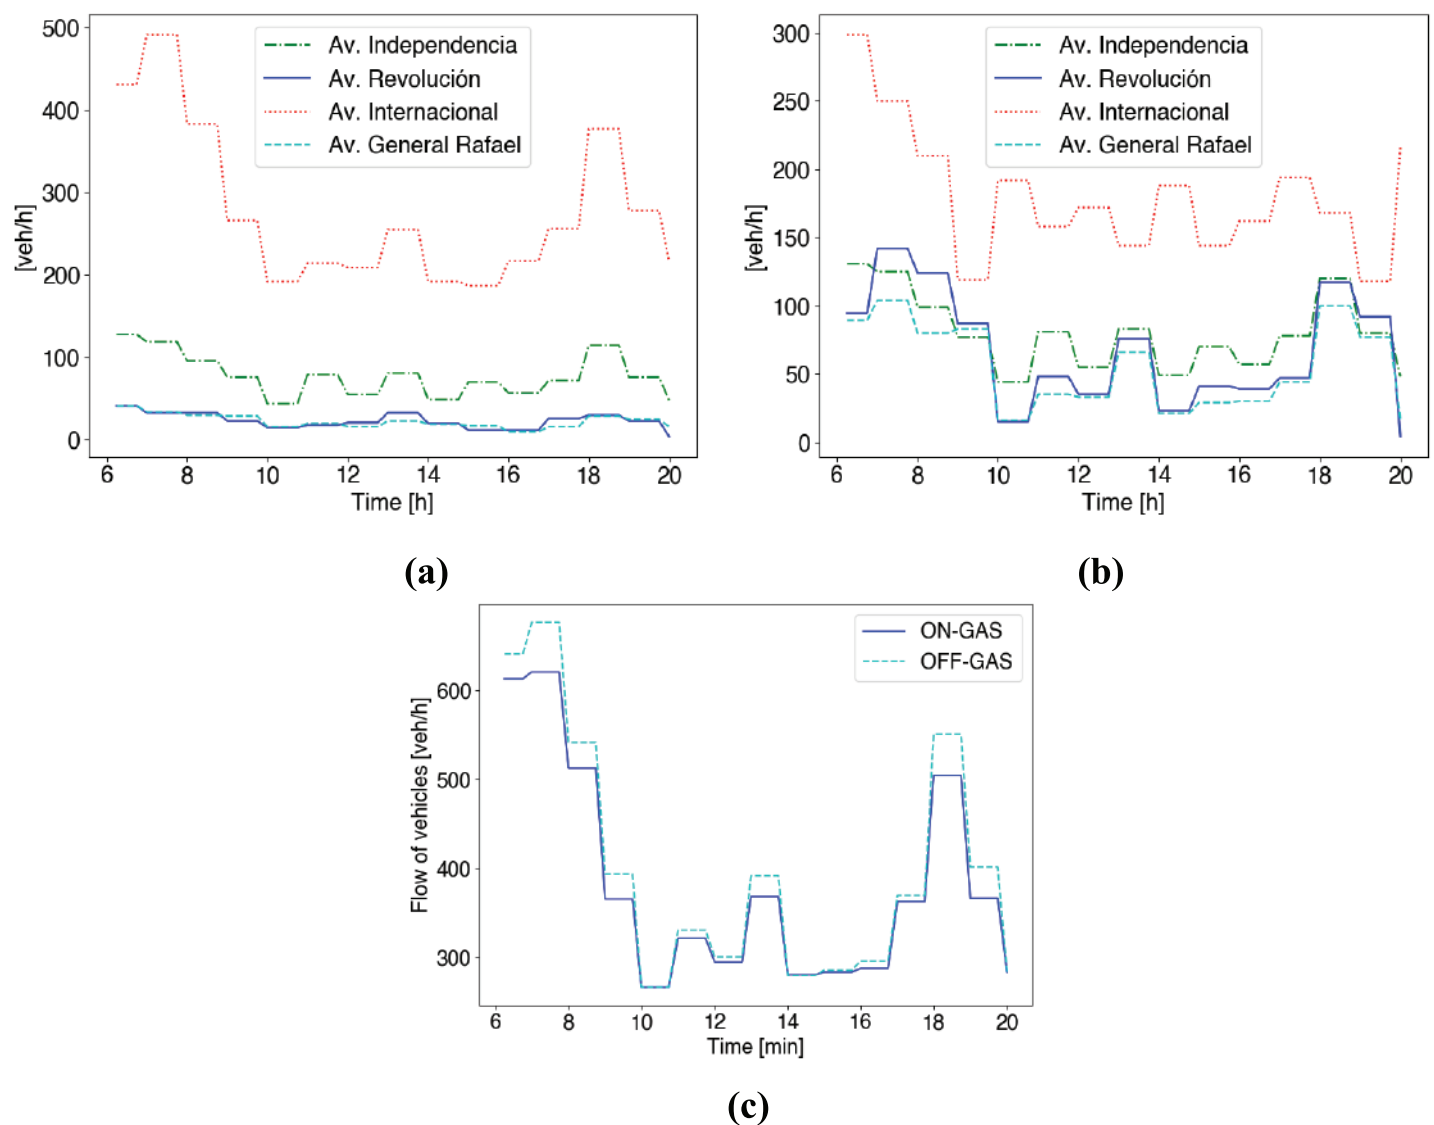 500
400
300
200
100
0
[veh/h]
Av. Independencia
Av. Revolución
Av. Internacional
Av. General Rafael
6 8 10 12 14 16 18 20
Time [h]
(a)
300
250
200
150
100
50
0
[veh/h]
Av. Independencia
Av. Revolución
Av. Internacional
Av. General Rafael
6 8 10 12 14 16 18 20
Time [h]
(b)
600
500
400
300
Flow of vehicles [veh/h]
ON-GAS
OFF-GAS
6 8 10 12 14 16 18 20
Time [min]
(c)